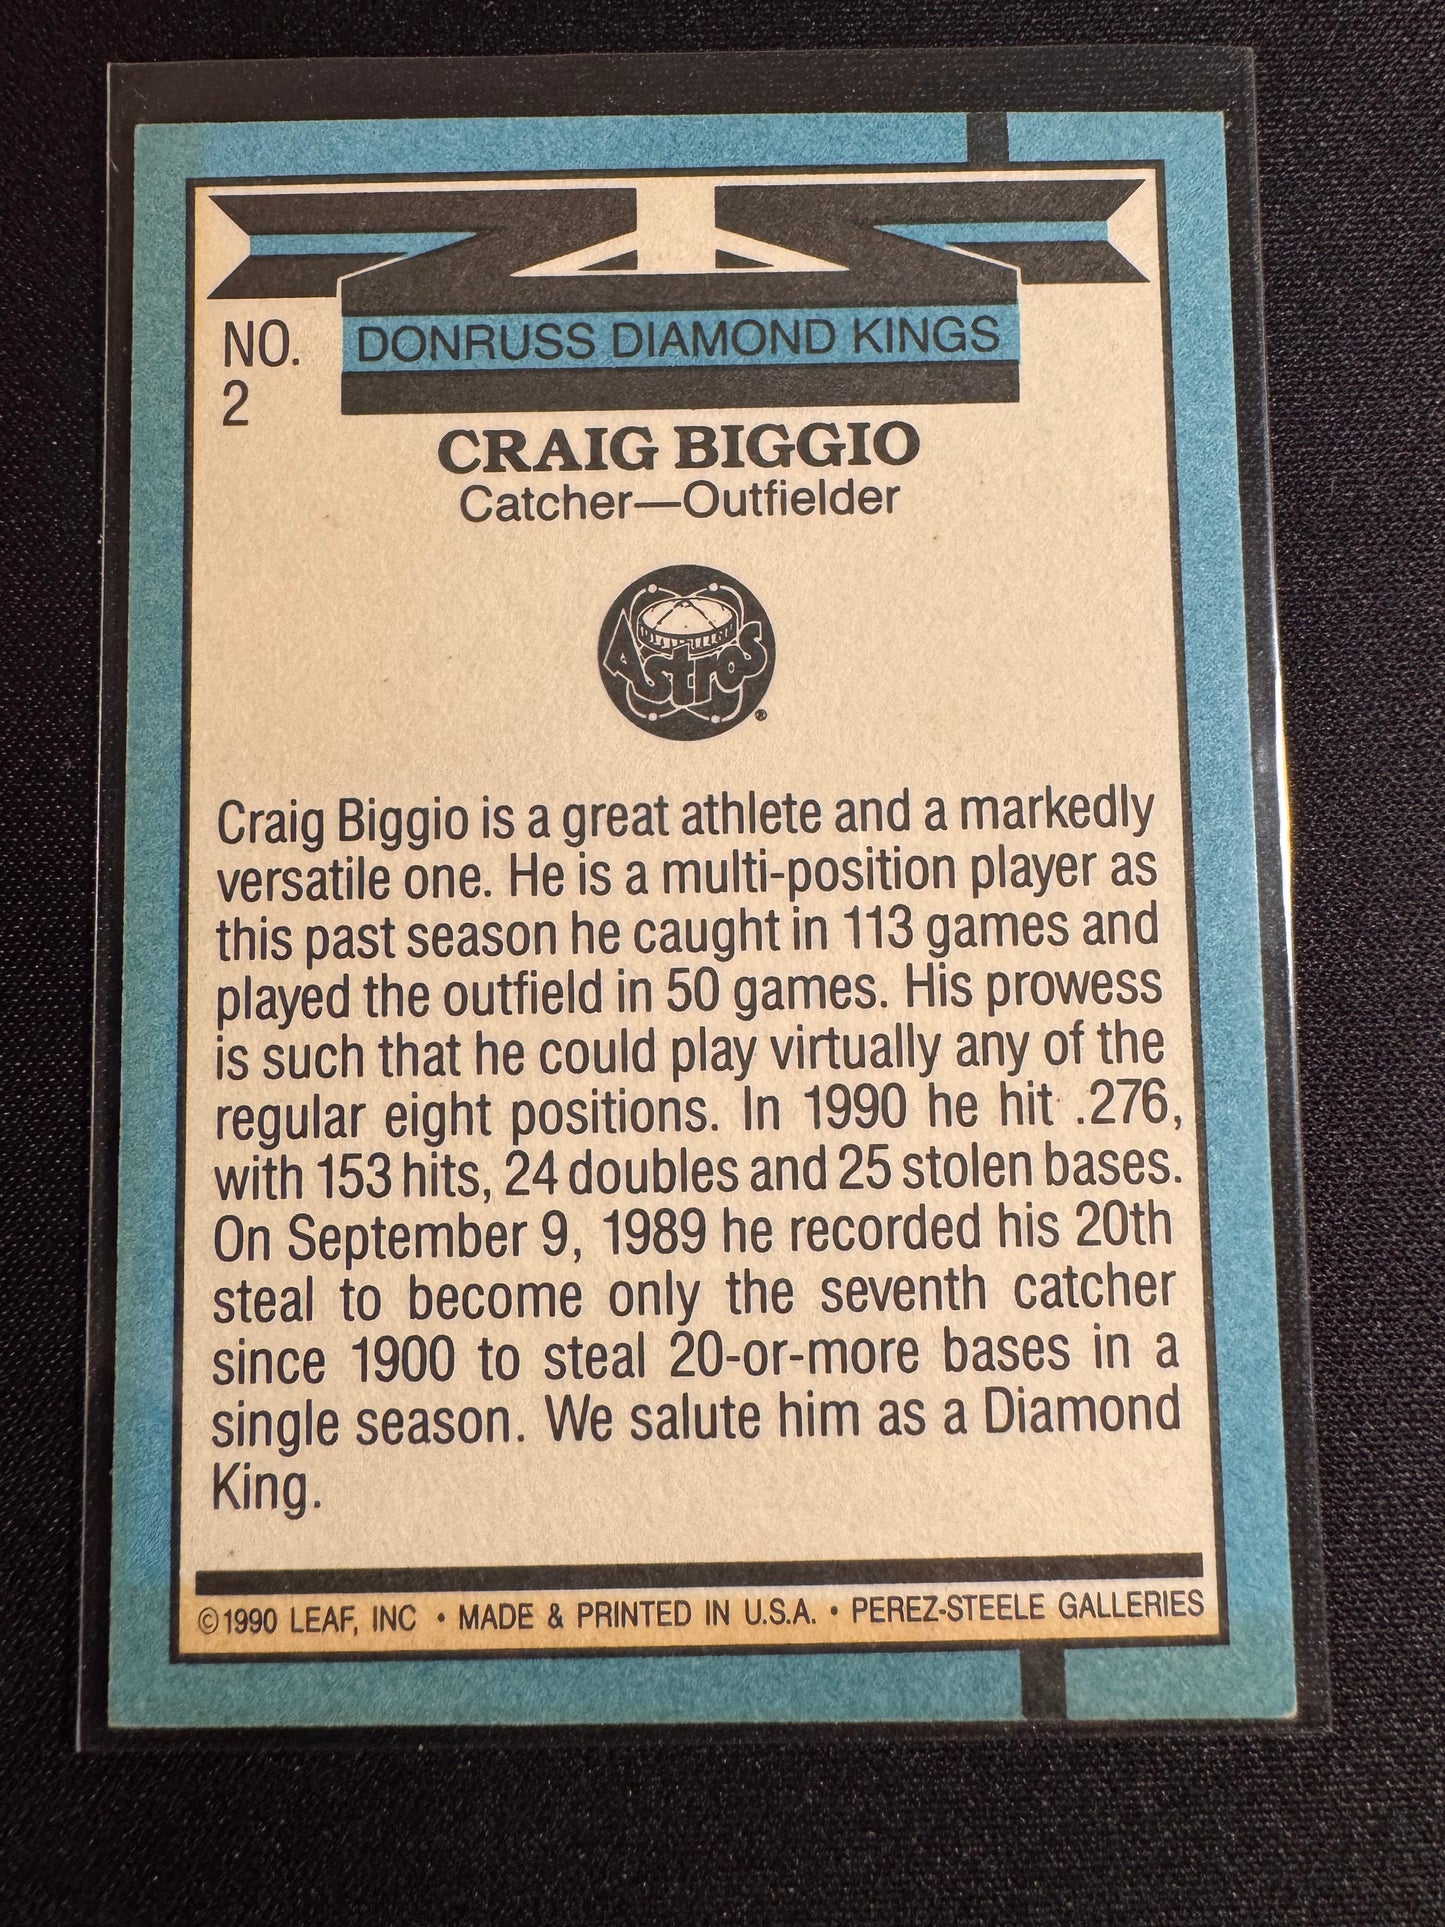 NO.
2
DONRUSS DIAMOND KINGS
CRAIG BIGGIO
Catcher—Outfielder
Astros
®
Craig Biggio is a great athlete and a markedly
versatile one. He is a multi-position player as
this past season he caught in 113 games and
played the outfield in 50 games. His prowess
is such that he could play virtually any of the
regular eight positions. In 1990 he hit .276,
with 153 hits, 24 doubles and 25 stolen bases.
On September 9, 1989 he recorded his 20th
steal to become only the seventh catcher
since 1900 to steal 20-or-more bases in a
single season. We salute him as a Diamond
King.
©1990 LEAF, INC • MADE & PRINTED IN U.S.A. • PEREZ-STEELE GALLERIES